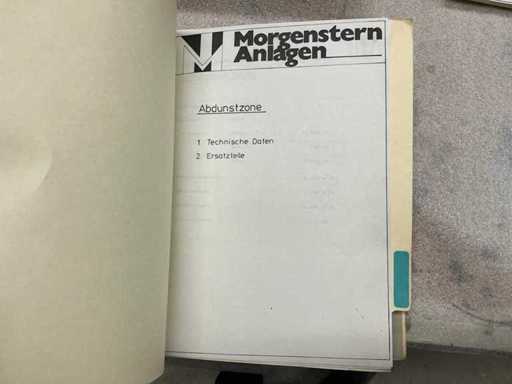 Morgenstern
Anlagen
Abdunstzone
1 Technische Daten
2 Ersatzteile